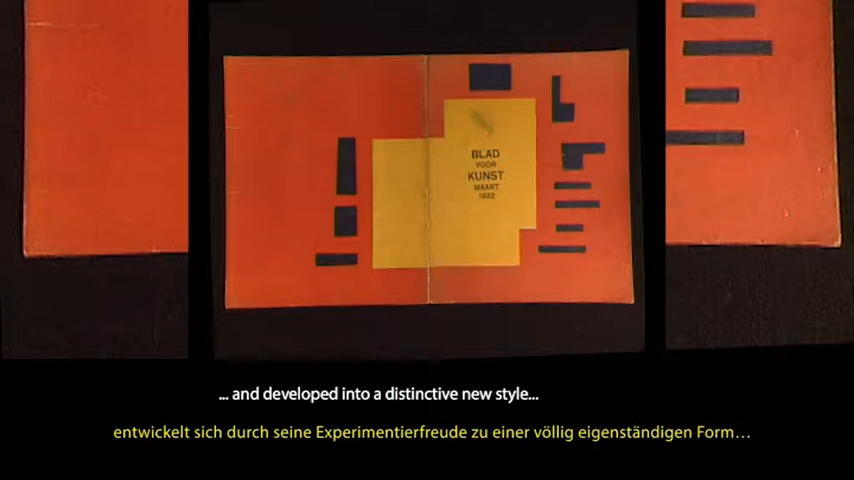 BLAD
VOOR
KUNST
MAART
1922
... and developed into a distinctive new style...
entwickelt sich durch seine Experimentierfreude zu einer völlig eigenständigen Form…